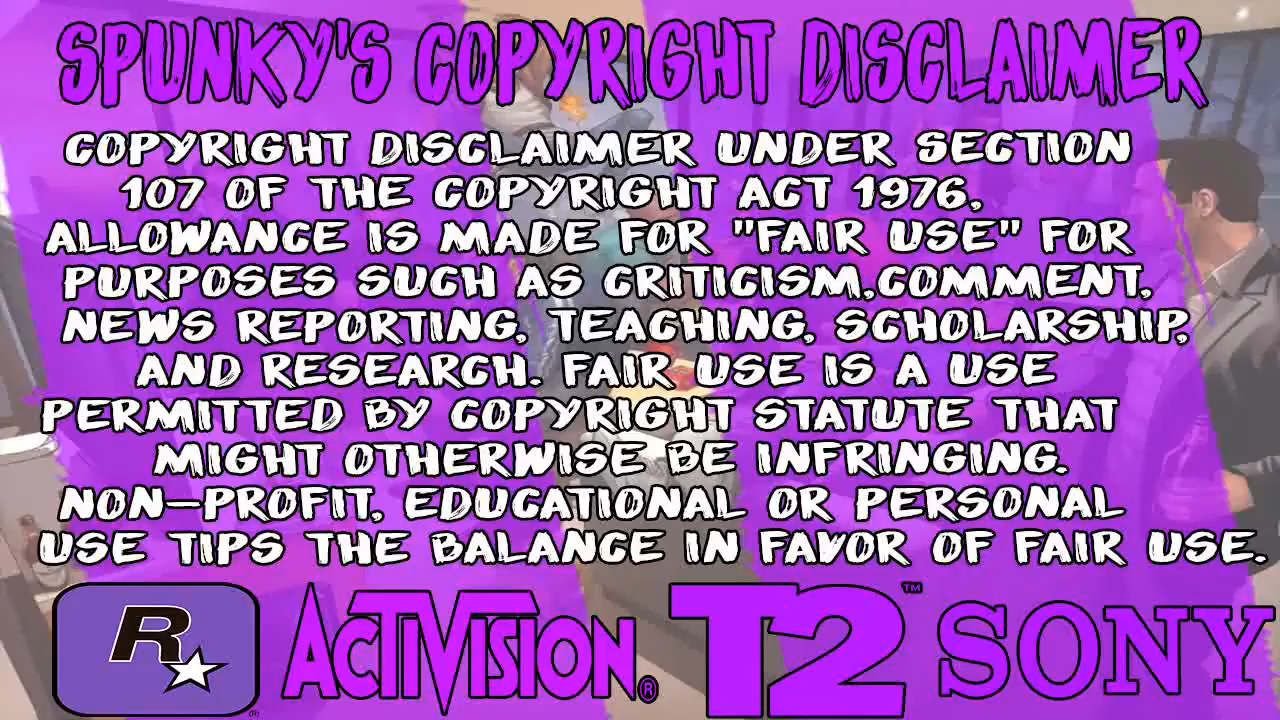 SPUNKY'S COPYRIGHT DISCLAIMER
COPYRIGHT DISCLAIMER UNDER SECTION
107 OF THE COPYRIGHT ACT 1976,
ALLOWANCE IS MADE FOR "FAIR USE" FOR
PURPOSES SUCH AS CRITICISM,COMMENT,
NEWS REPORTING, TEACHING, SCHOLARSHIP,
AND RESEARCH. FAIR USE IS A USE
PERMITTED BY COPYRIGHT STATUTE THAT
MIGHT OTHERWISE BE INFRINGING.
NON-PROFIT, EDUCATIONAL OR PERSONAL
USE TIPS THE BALANCE IN FAVOR OF FAIR USE.
R ACTIVISION® T2™ SONY